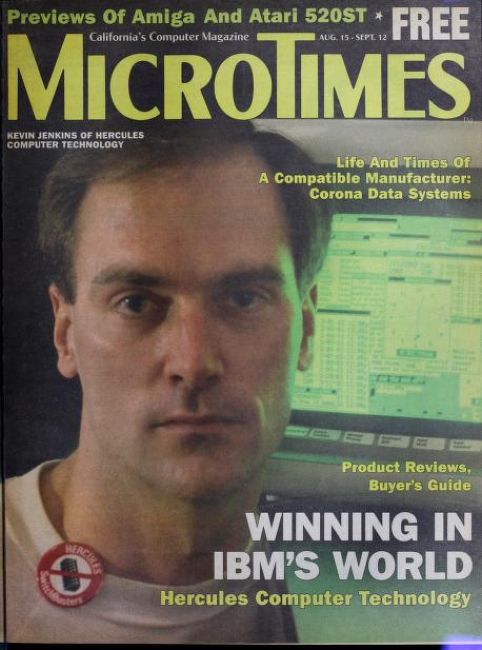 Previews Of Amiga And Atari 520ST * FREE
California's Computer Magazine AUG. 15 - SEPT. 12
MICROTIMES
KEVIN JENKINS OF HERCULES
COMPUTER TECHNOLOGY
Life And Times Of
A Compatible Manufacturer:
Corona Data Systems
Product Reviews,
Buyer's Guide
WINNING IN
IBM'S WORLD
Hercules Computer Technology
HERCULES
SwitchBusters